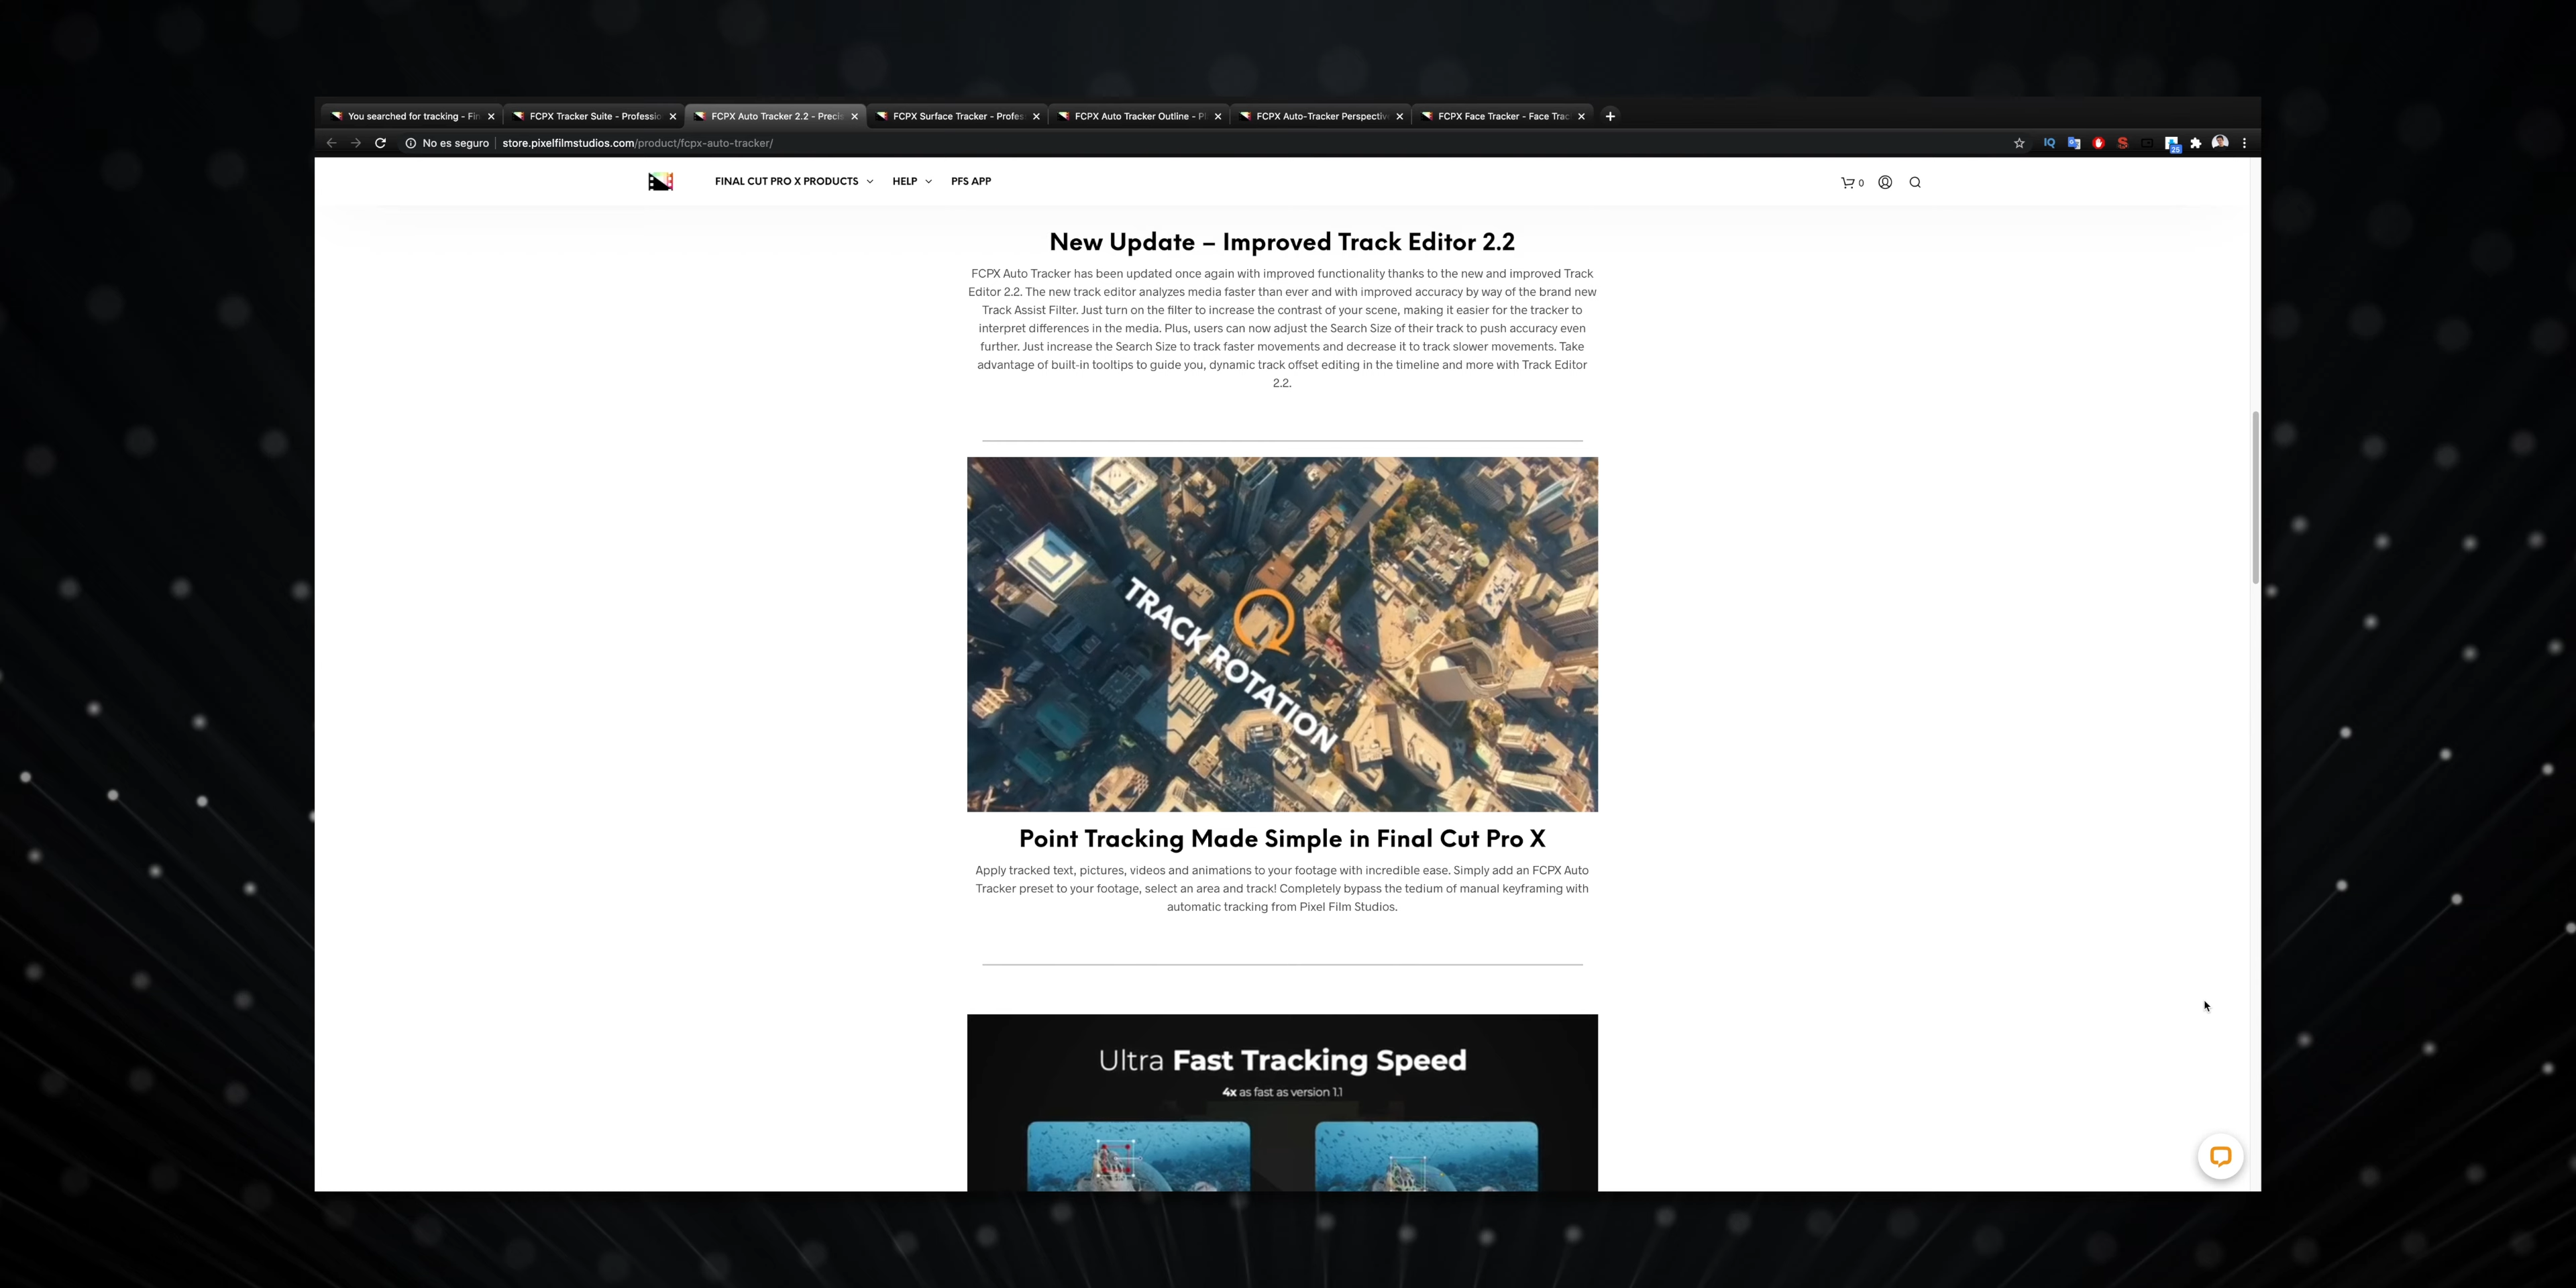 You searched for tracking - Fin
FCPX Tracker Suite - Professio
FCPX Auto Tracker 2.2 - Precis
FCPX Surface Tracker - Profes
FCPX Auto Tracker Outline - P
FCPX Auto-Tracker Perspectiv
FCPX Face Tracker - Face Trac
No es seguro
store.pixelfilmstudios.com/product/fcpx-auto-tracker/
IQ
25
FINAL CUT PRO X PRODUCTS
HELP
PFS APP
0
New Update – Improved Track Editor 2.2
FCPX Auto Tracker has been updated once again with improved functionality thanks to the new and improved Track
Editor 2.2. The new track editor analyzes media faster than ever and with improved accuracy by way of the brand new
Track Assist Filter. Just turn on the filter to increase the contrast of your scene, making it easier for the tracker to
interpret differences in the media. Plus, users can now adjust the Search Size of their track to push accuracy even
further. Just increase the Search Size to track faster movements and decrease it to track slower movements. Take
advantage of built-in tooltips to guide you, dynamic track offset editing in the timeline and more with Track Editor
2.2.
TRACK ROTATION
Point Tracking Made Simple in Final Cut Pro X
Apply tracked text, pictures, videos and animations to your footage with incredible ease. Simply add an FCPX Auto
Tracker preset to your footage, select an area and track! Completely bypass the tedium of manual keyframing with
automatic tracking from Pixel Film Studios.
Ultra Fast Tracking Speed
4x as fast as version 1.1